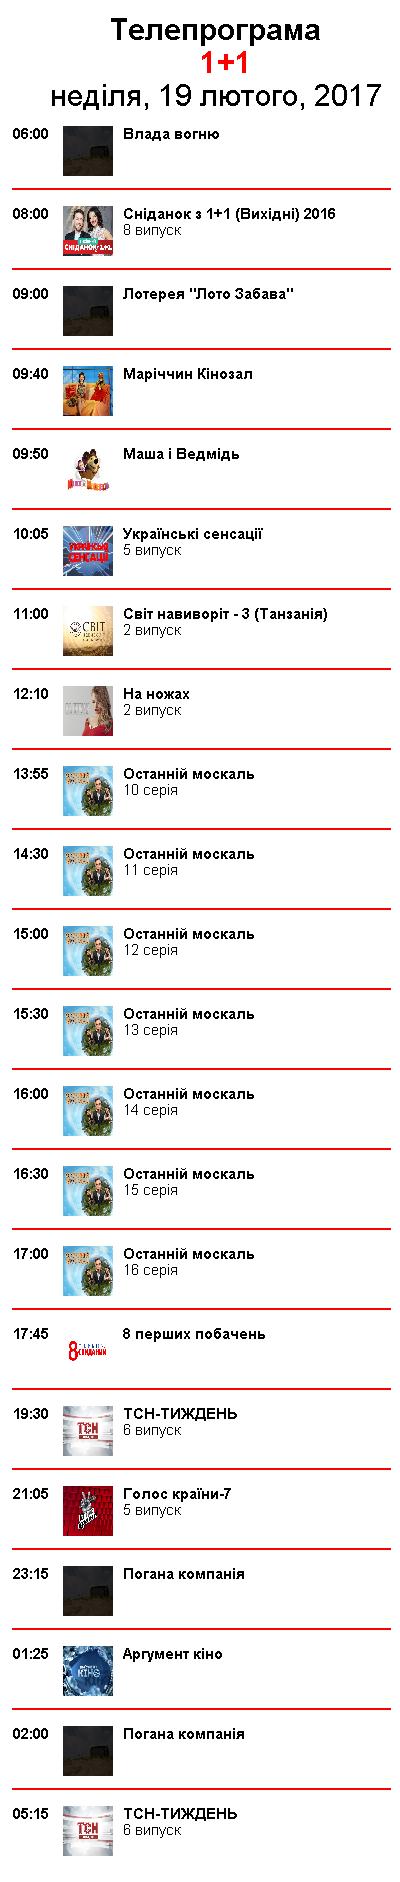 Телепрограма
1+1
неділя, 19 лютого, 2017
06:00 Влада вогню
08:00 Сніданок з 1+1 (Вихідні) 2016
8 випуск
09:00 Лотерея "Лото Забава"
09:40 Маріччин Кінозал
09:50 Маша і Ведмідь
10:05 Українські сенсації
5 випуск
11:00 Світ навиворіт - 3 (Танзанія)
2 випуск
12:10 На ножах
2 випуск
13:55 Останній москаль
10 серія
14:30 Останній москаль
11 серія
15:00 Останній москаль
12 серія
15:30 Останній москаль
13 серія
16:00 Останній москаль
14 серія
16:30 Останній москаль
15 серія
17:00 Останній москаль
16 серія
17:45 8 перших побачень
19:30 ТСН-ТИЖДЕНЬ
6 випуск
21:05 Голос країни-7
5 випуск
23:15 Погана компанія
01:25 Аргумент кіно
02:00 Погана компанія
05:15 ТСН-ТИЖДЕНЬ
6 випуск